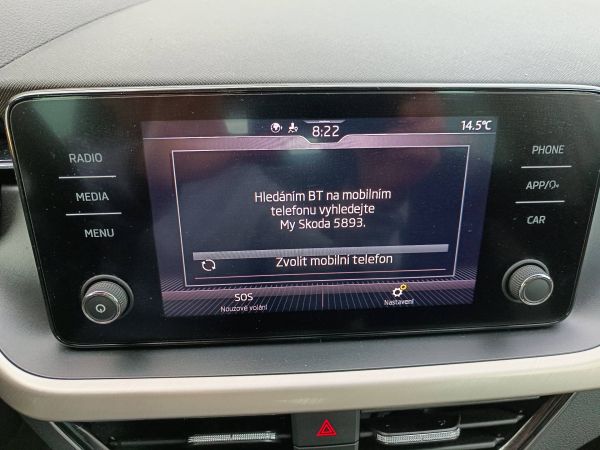 8:22
14.5°C
RADIO
MEDIA
MENU
Hledáním BT na mobilním
telefonu vyhledejte
My Skoda 5893.
Zvolit mobilní telefon
SOS
Nouzové volání
Nastavení
PHONE
APP/
CAR